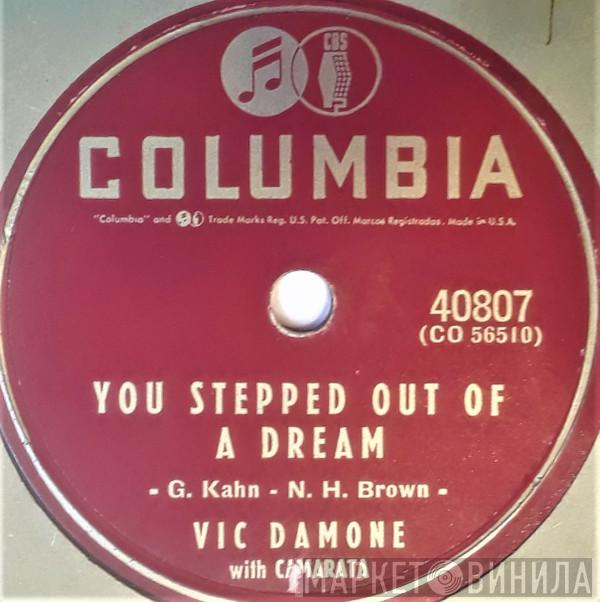 CBS
COLUMBIA
"Columbia" and Trade Marks Reg. U.S. Pat. Off. Marcas Registradas. Made in U.S.A.
40807
(CO 56510)
YOU STEPPED OUT OF
A DREAM
- G. Kahn - N. H. Brown -
VIC DAMONE
with CAMARATA
МАРКЕТ ВИНИЛА